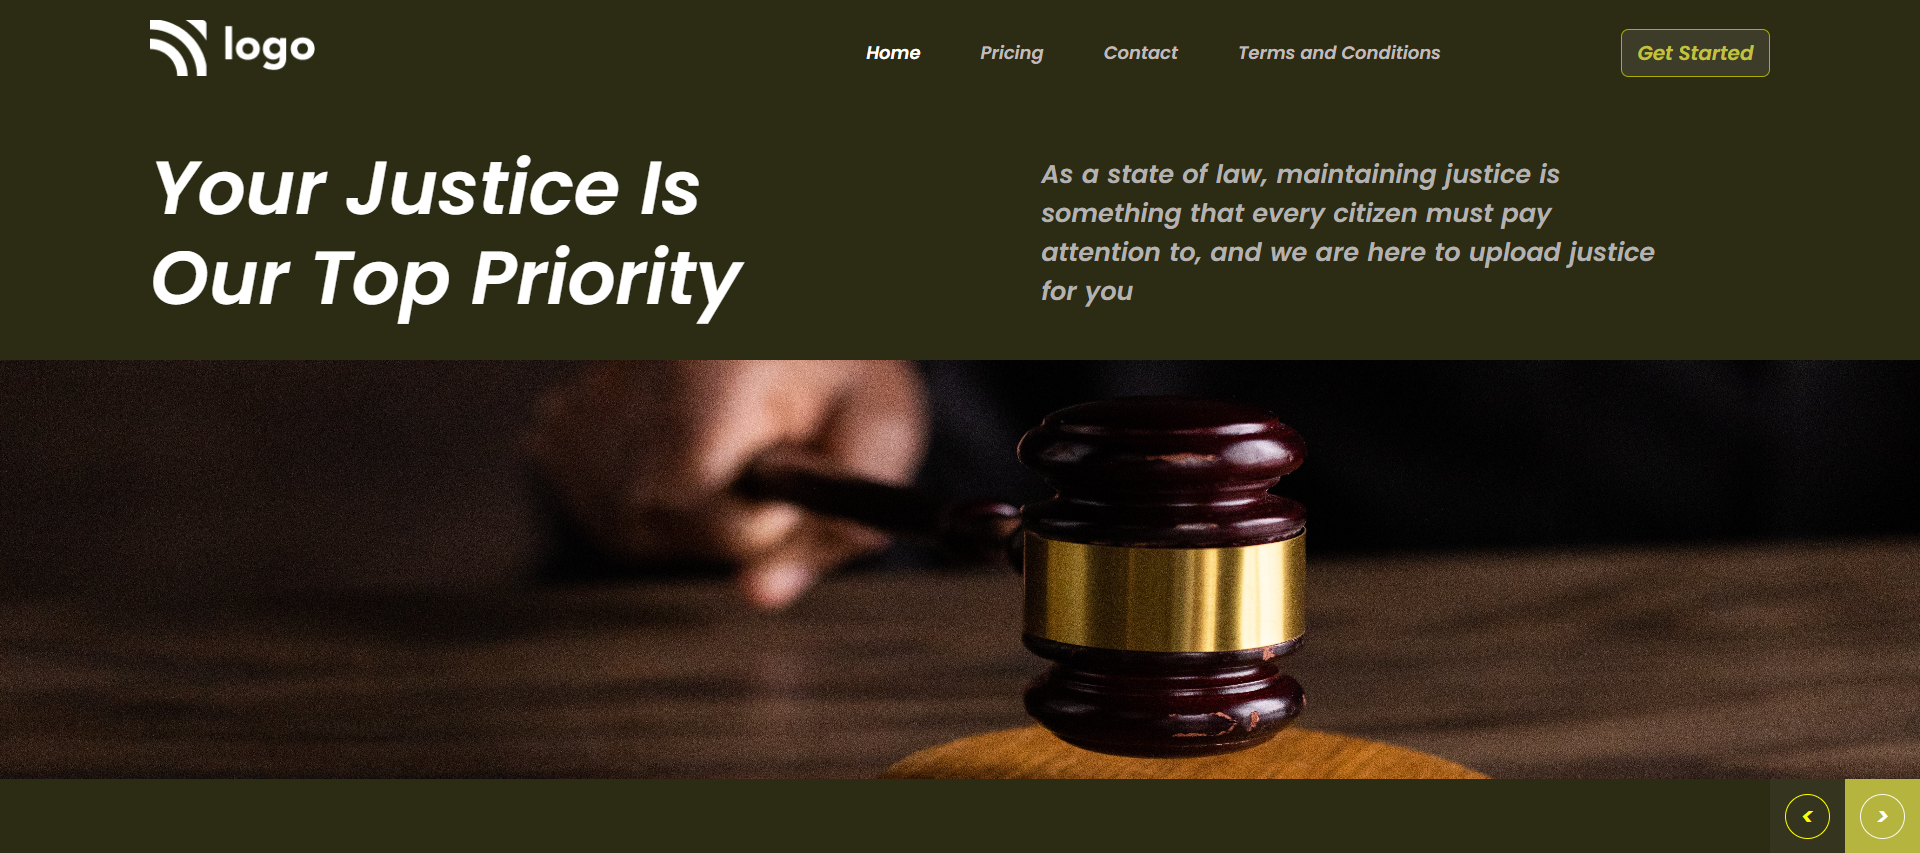 logo
Home Pricing Contact Terms and Conditions Get Started
Your Justice Is
Our Top Priority
As a state of law, maintaining justice is
something that every citizen must pay
attention to, and we are here to upload justice
for you
< >